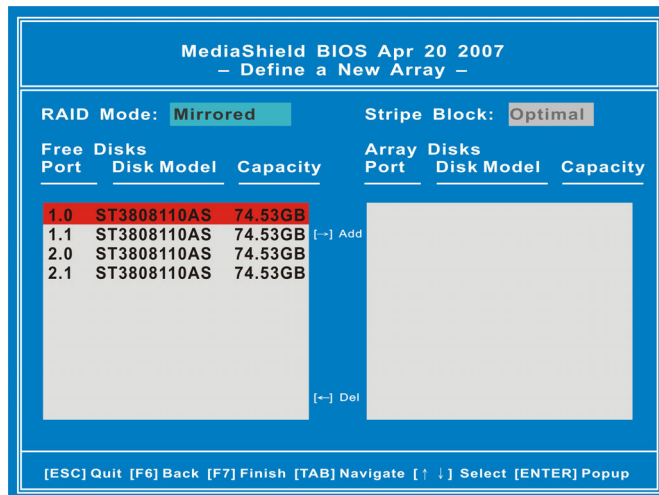 MediaShield BIOS Apr 20 2007
– Define a New Array –
RAID Mode: Mirrored Stripe Block: Optimal
Free Disks Array Disks
Port Disk Model Capacity Port Disk Model Capacity
1.0 ST3808110AS 74.53GB
1.1 ST3808110AS 74.53GB [→] Add
2.0 ST3808110AS 74.53GB
2.1 ST3808110AS 74.53GB
[←] Del
[ESC] Quit [F6] Back [F7] Finish [TAB] Navigate [↑ ↓] Select [ENTER] Popup